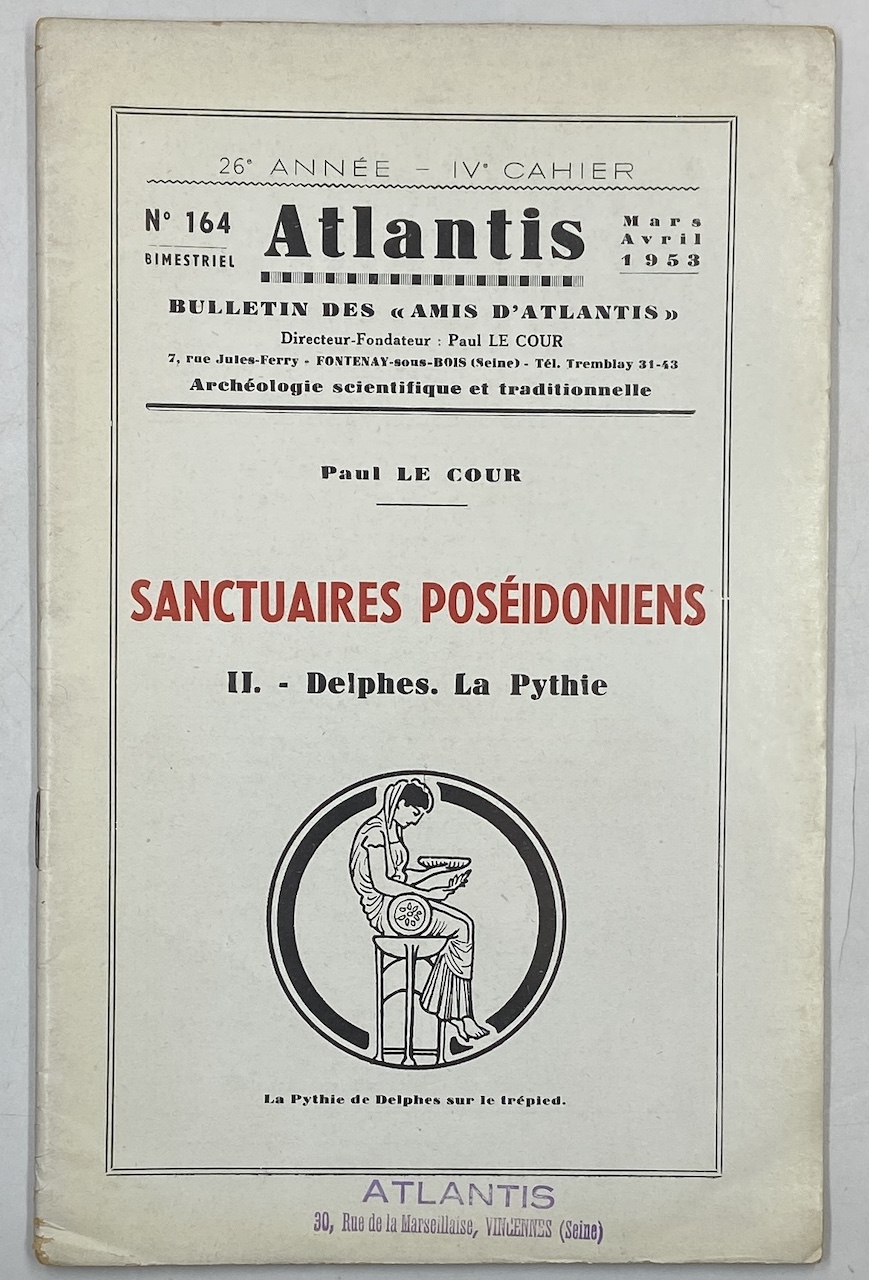 26e ANNÉE - IVe CAHIER
N° 164
BIMESTRIEL
Atlantis
Mars
Avril
1953
BULLETIN DES « AMIS D'ATLANTIS »
Directeur-Fondateur : Paul LE COUR
7, rue Jules-Ferry - FONTENAY-sous-BOIS (Seine) - Tél. Tremblay 31-43
Archéologie scientifique et traditionnelle
Paul LE COUR
SANCTUAIRES POSÉIDONIENS
II. - Delphes. La Pythie
La Pythie de Delphes sur le trépied.
ATLANTIS
30, Rue de la Marseillaise, VINCENNES (Seine)